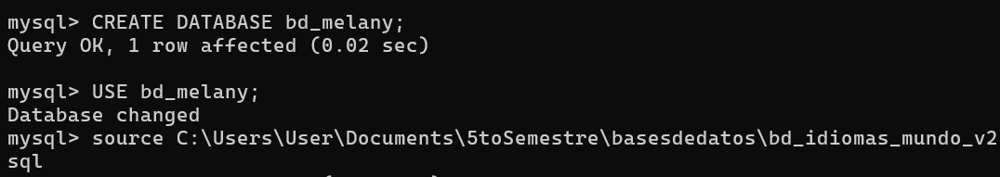 mysql> CREATE DATABASE bd_melany;
Query OK, 1 row affected (0.02 sec)
mysql> USE bd_melany;
Database changed
mysql> source C:\Users\User\Documents\5toSemestre\basesdedatos\bd_idiomas_mundo_v2
sql